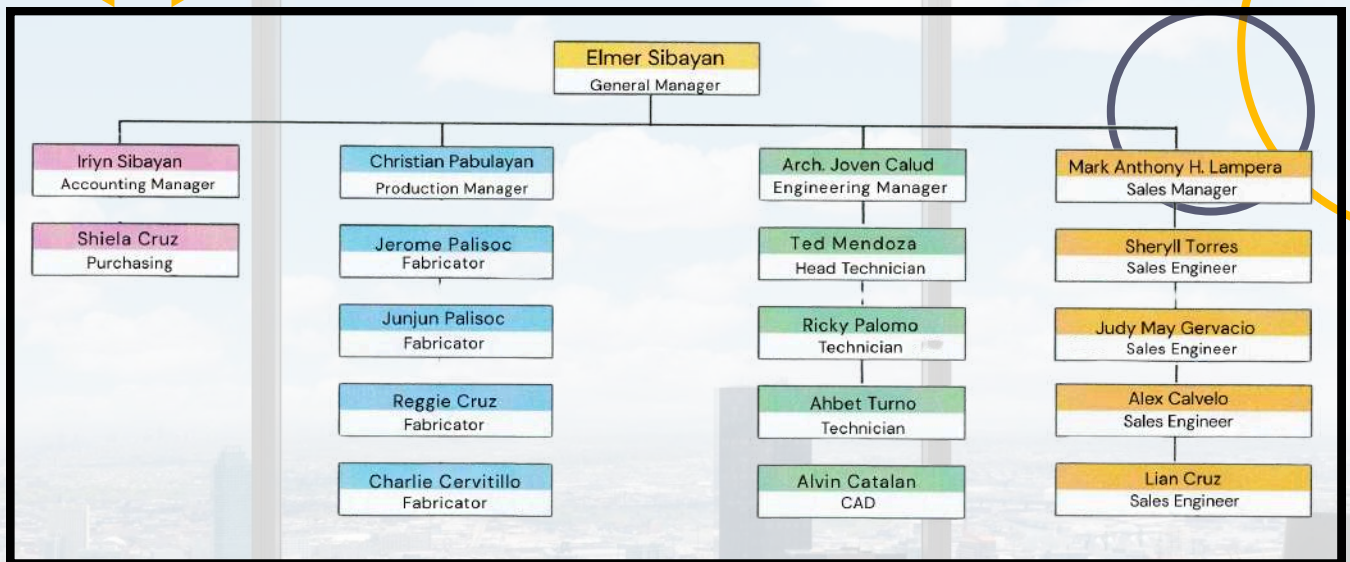 Elmer Sibayan
General Manager
Iriyn Sibayan
Accounting Manager
Shiela Cruz
Purchasing
Christian Pabulayan
Production Manager
Jerome Palisoc
Fabricator
Junjun Palisoc
Fabricator
Reggie Cruz
Fabricator
Charlie Cervitillo
Fabricator
Arch. Joven Calud
Engineering Manager
Ted Mendoza
Head Technician
Ricky Palomo
Technician
Ahbet Turno
Technician
Alvin Catalan
CAD
Mark Anthony H. Lampera
Sales Manager
Sheryll Torres
Sales Engineer
Judy May Gervacio
Sales Engineer
Alex Calvelo
Sales Engineer
Lian Cruz
Sales Engineer